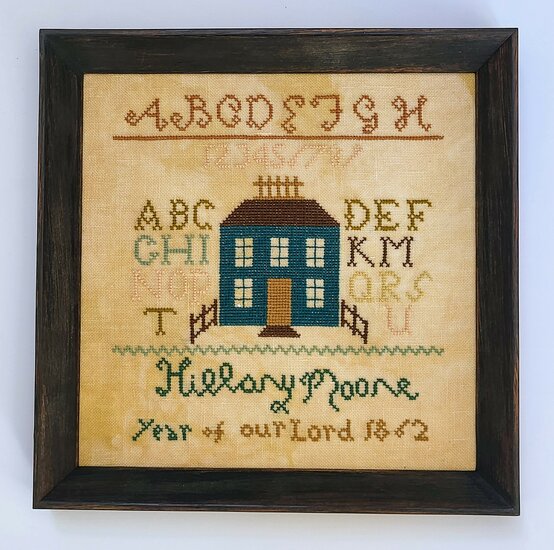 ABCDEFGH
ABC DEF
GHI KM
NOP QRS
T U
Hillary Moore
Year of our Lord 1862